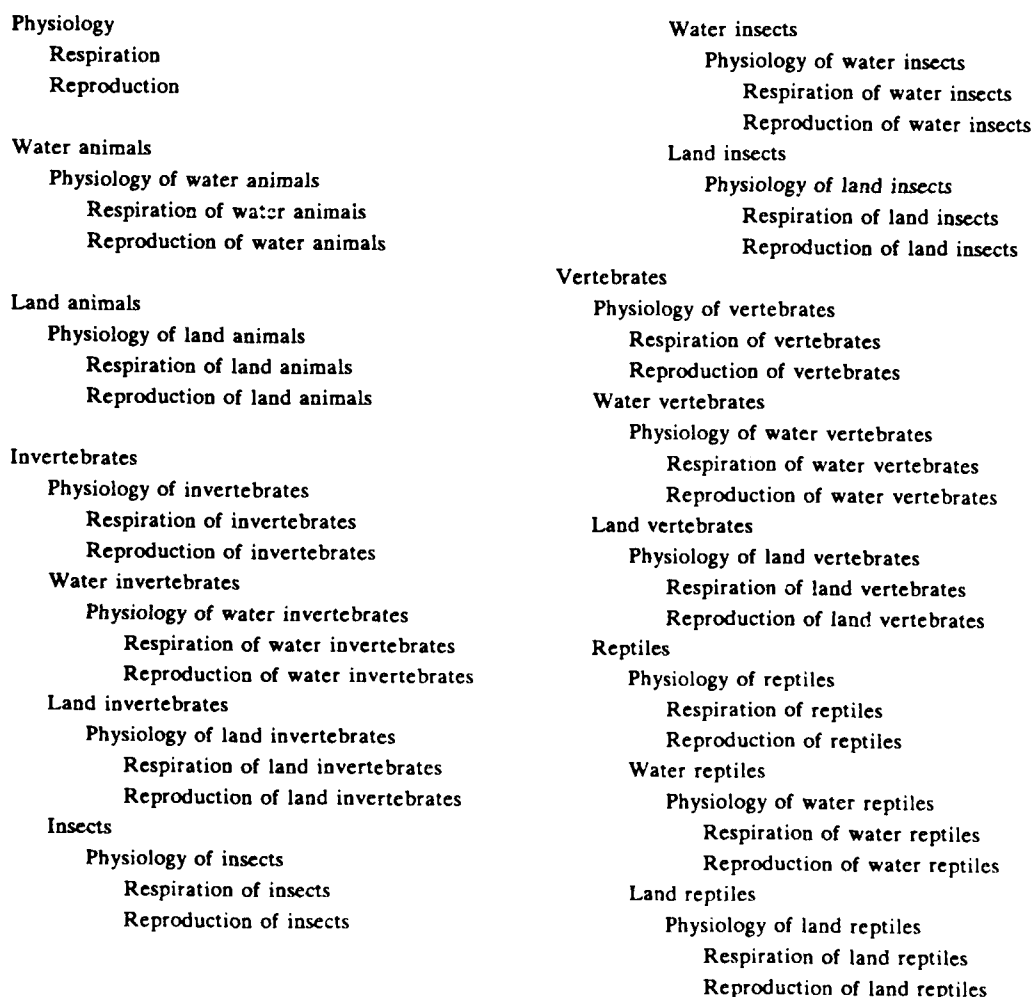 Physiology
Respiration
Reproduction
Water animals
Physiology of water animals
Respiration of water animals
Reproduction of water animals
Land animals
Physiology of land animals
Respiration of land animals
Reproduction of land animals
Invertebrates
Physiology of invertebrates
Respiration of invertebrates
Reproduction of invertebrates
Water invertebrates
Physiology of water invertebrates
Respiration of water invertebrates
Reproduction of water invertebrates
Land invertebrates
Physiology of land invertebrates
Respiration of land invertebrates
Reproduction of land invertebrates
Insects
Physiology of insects
Respiration of insects
Reproduction of insects
Water insects
Physiology of water insects
Respiration of water insects
Reproduction of water insects
Land insects
Physiology of land insects
Respiration of land insects
Reproduction of land insects
Vertebrates
Physiology of vertebrates
Respiration of vertebrates
Reproduction of vertebrates
Water vertebrates
Physiology of water vertebrates
Respiration of water vertebrates
Reproduction of water vertebrates
Land vertebrates
Physiology of land vertebrates
Respiration of land vertebrates
Reproduction of land vertebrates
Reptiles
Physiology of reptiles
Respiration of reptiles
Reproduction of reptiles
Water reptiles
Physiology of water reptiles
Respiration of water reptiles
Reproduction of water reptiles
Land reptiles
Physiology of land reptiles
Respiration of land reptiles
Reproduction of land reptiles